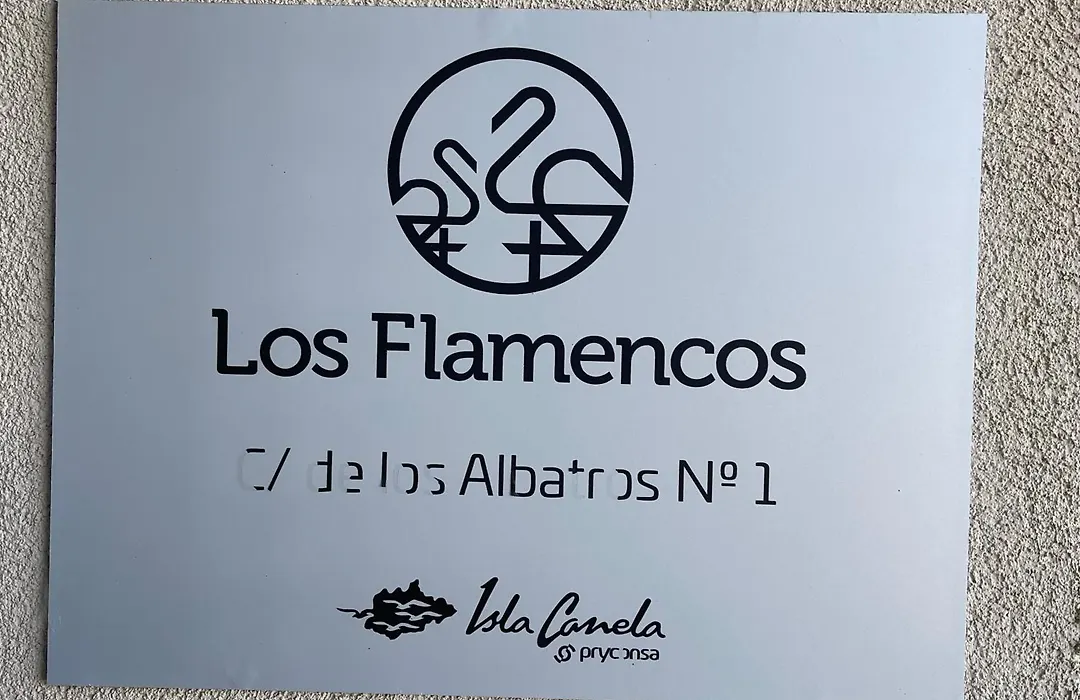 Los Flamencos
C/ de los Albatros Nº 1
Isla Canela
pryconsa